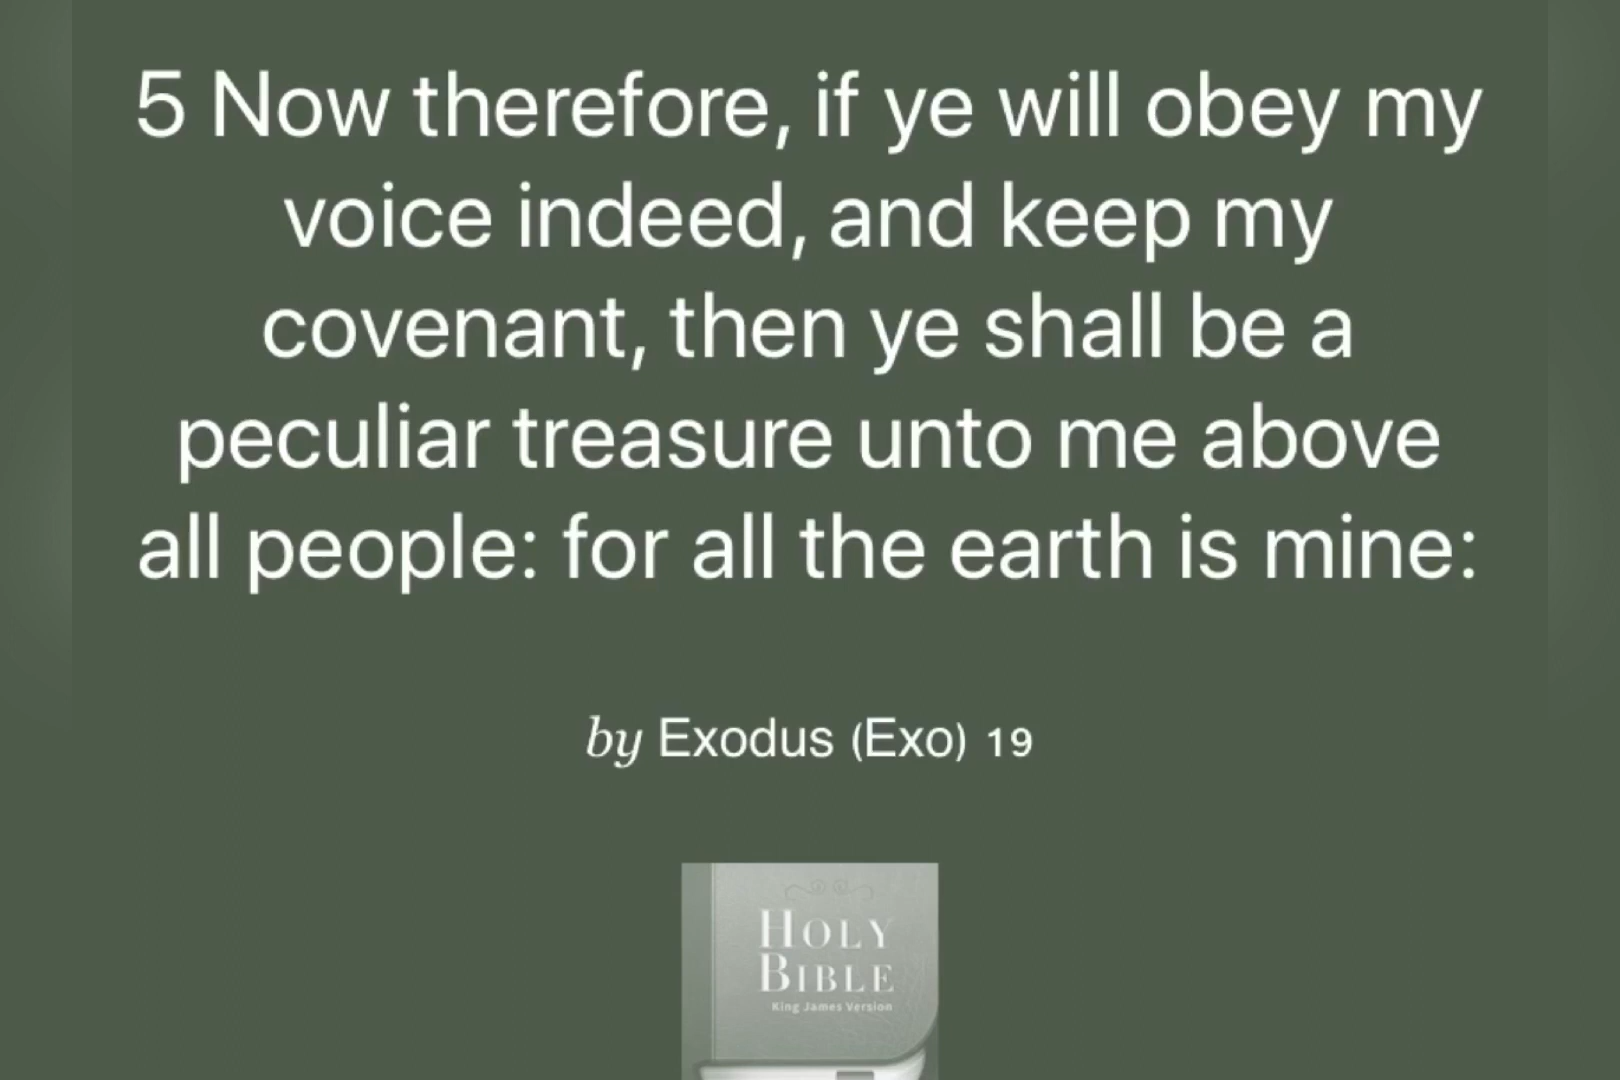 5 Now therefore, if ye will obey my
voice indeed, and keep my
covenant, then ye shall be a
peculiar treasure unto me above
all people: for all the earth is mine:
by Exodus (Exo) 19
HOLY
BIBLE
King James Version